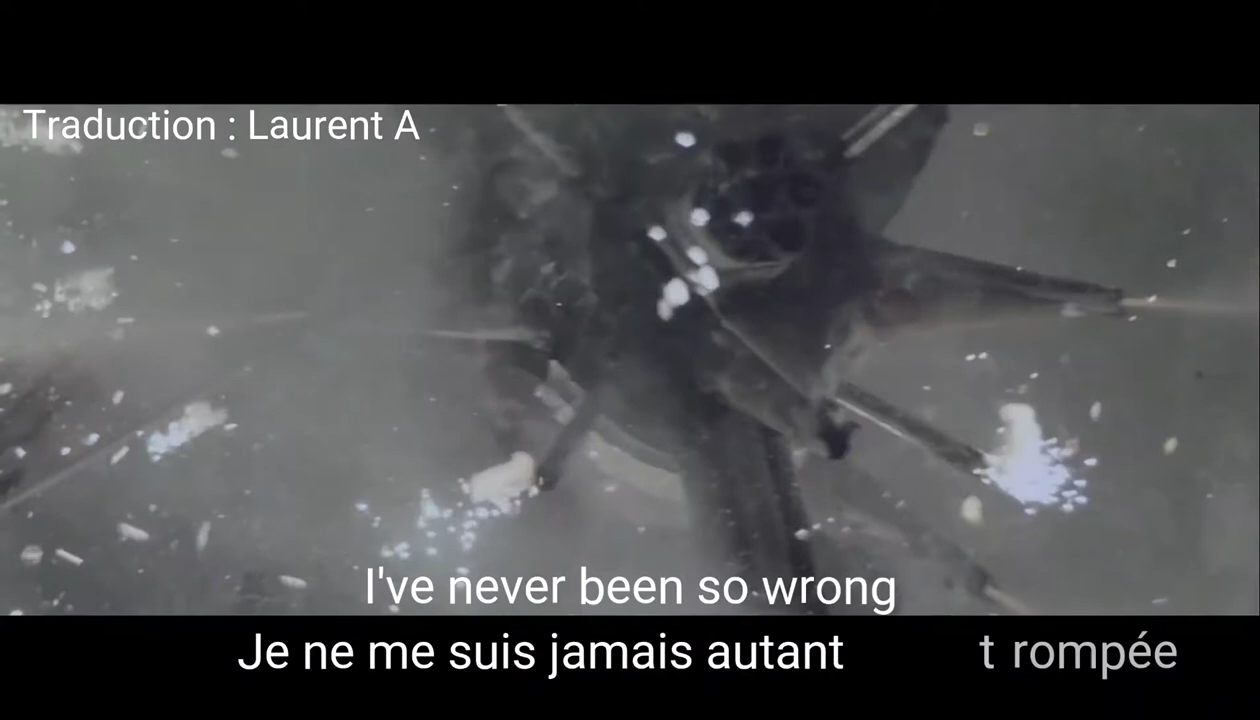 Traduction : Laurent A
I've never been so wrong
Je ne me suis jamais autant t rompée